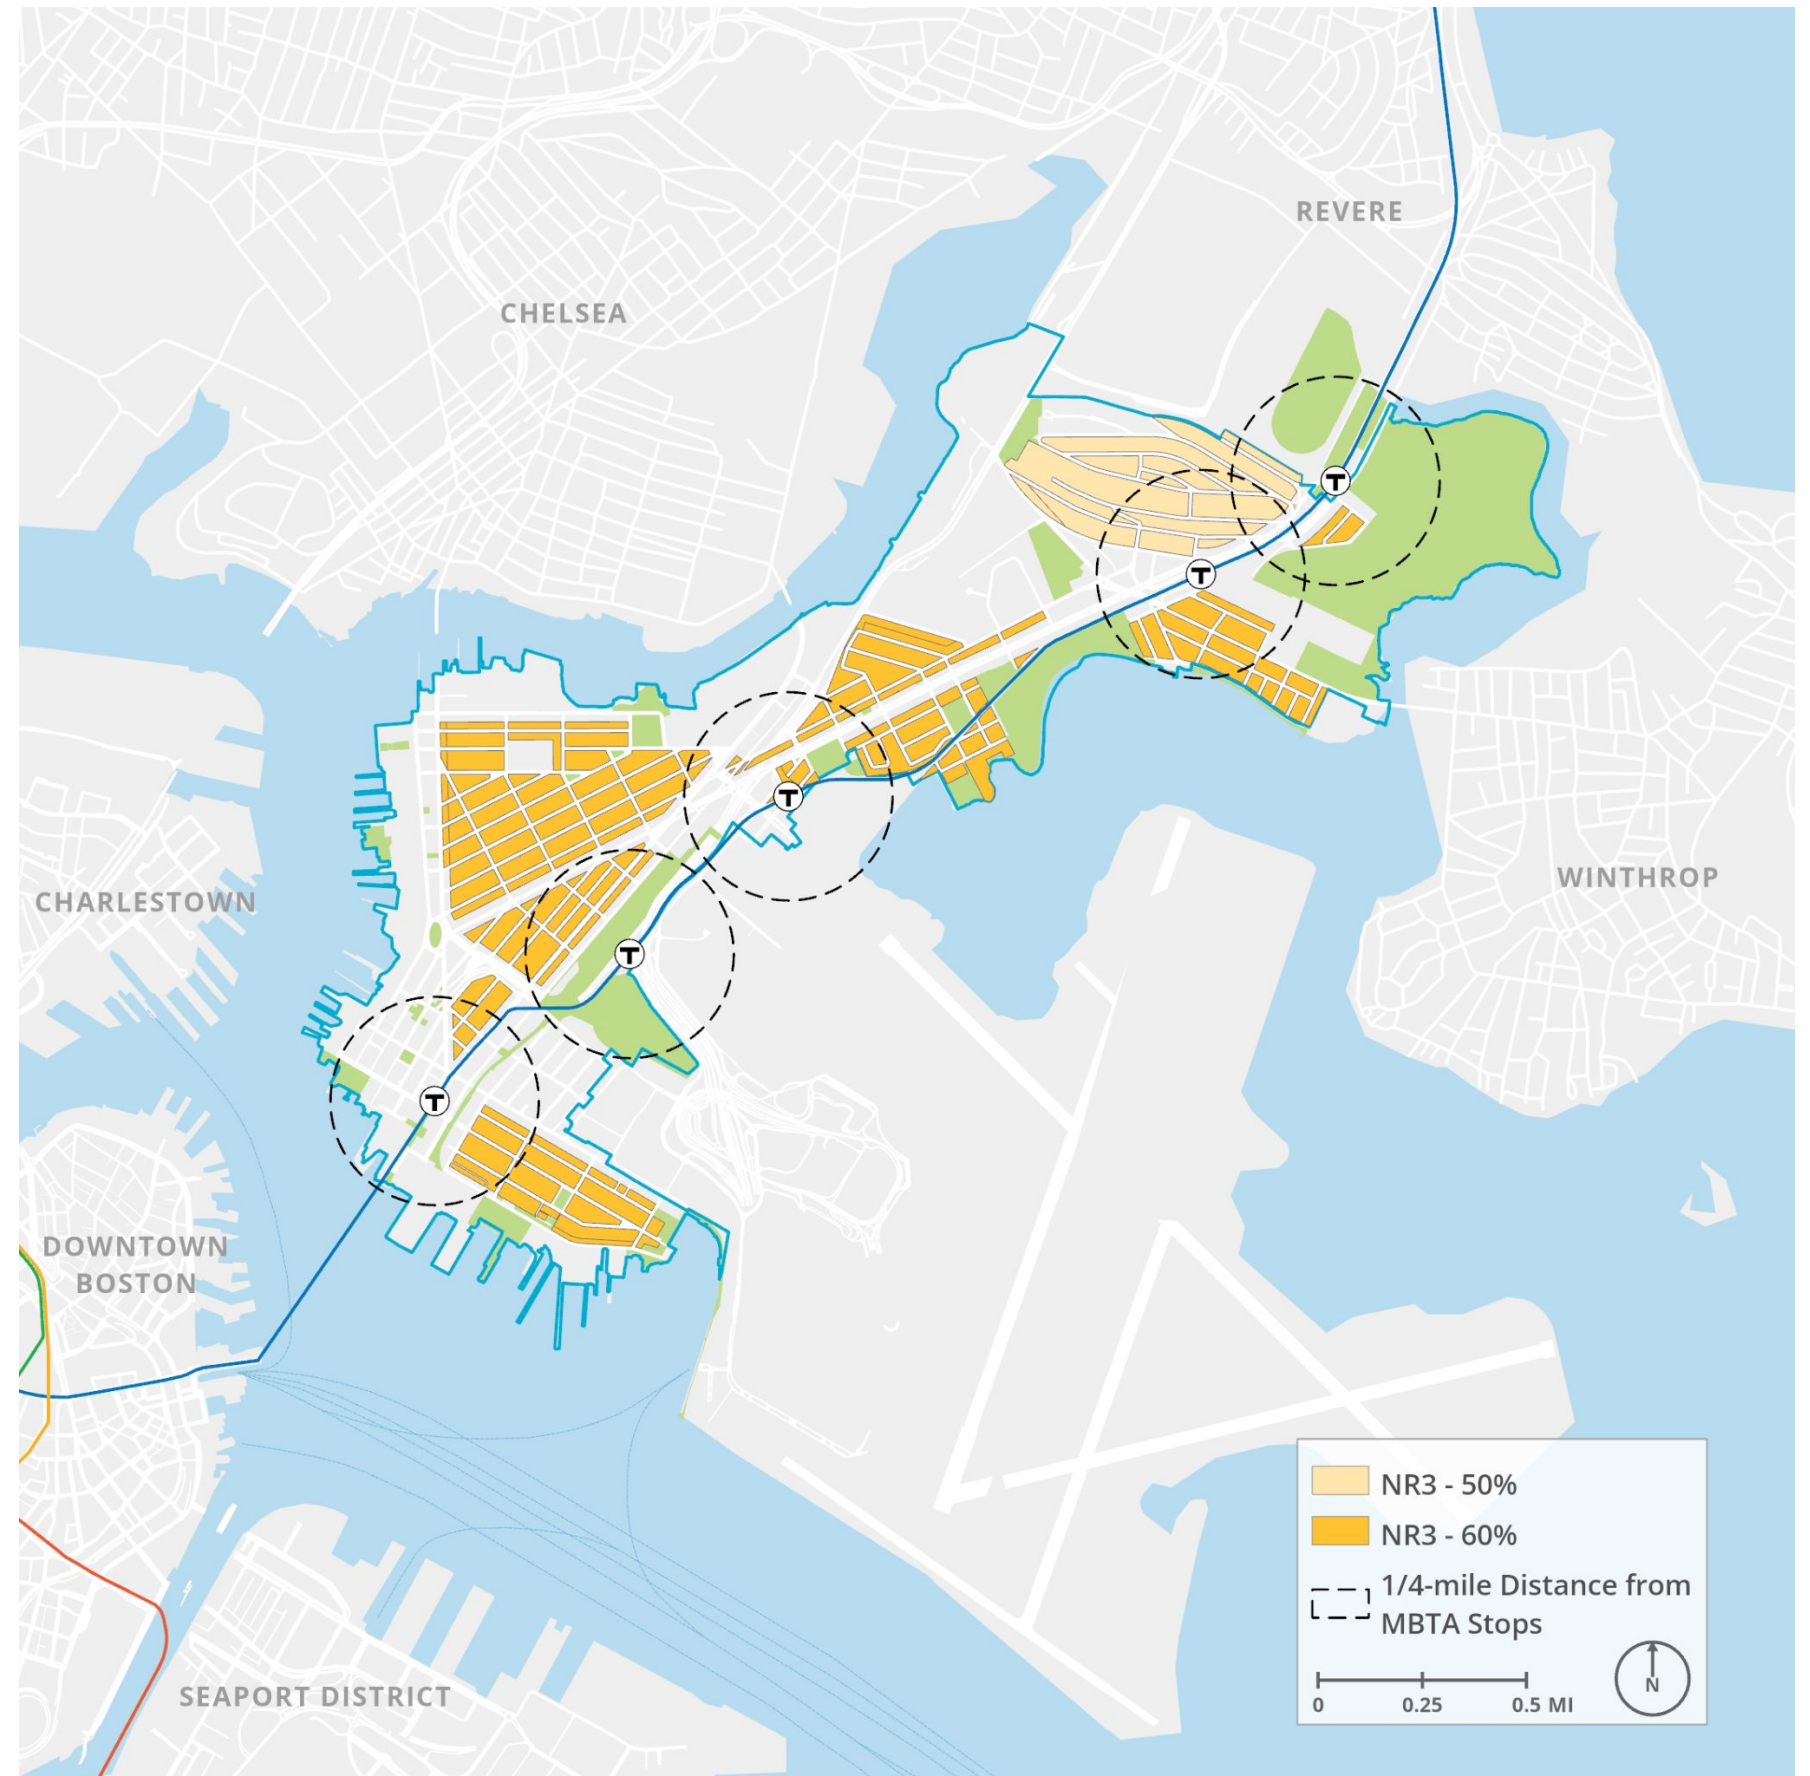 REVERE
CHELSEA
WINTHROP
CHARLESTOWN
DOWNTOWN
BOSTON
SEAPORT DISTRICT
T
T
T
T
T
NR3 - 50%
NR3 - 60%
1/4-mile Distance from
MBTA Stops
0 0.25 0.5 MI
N